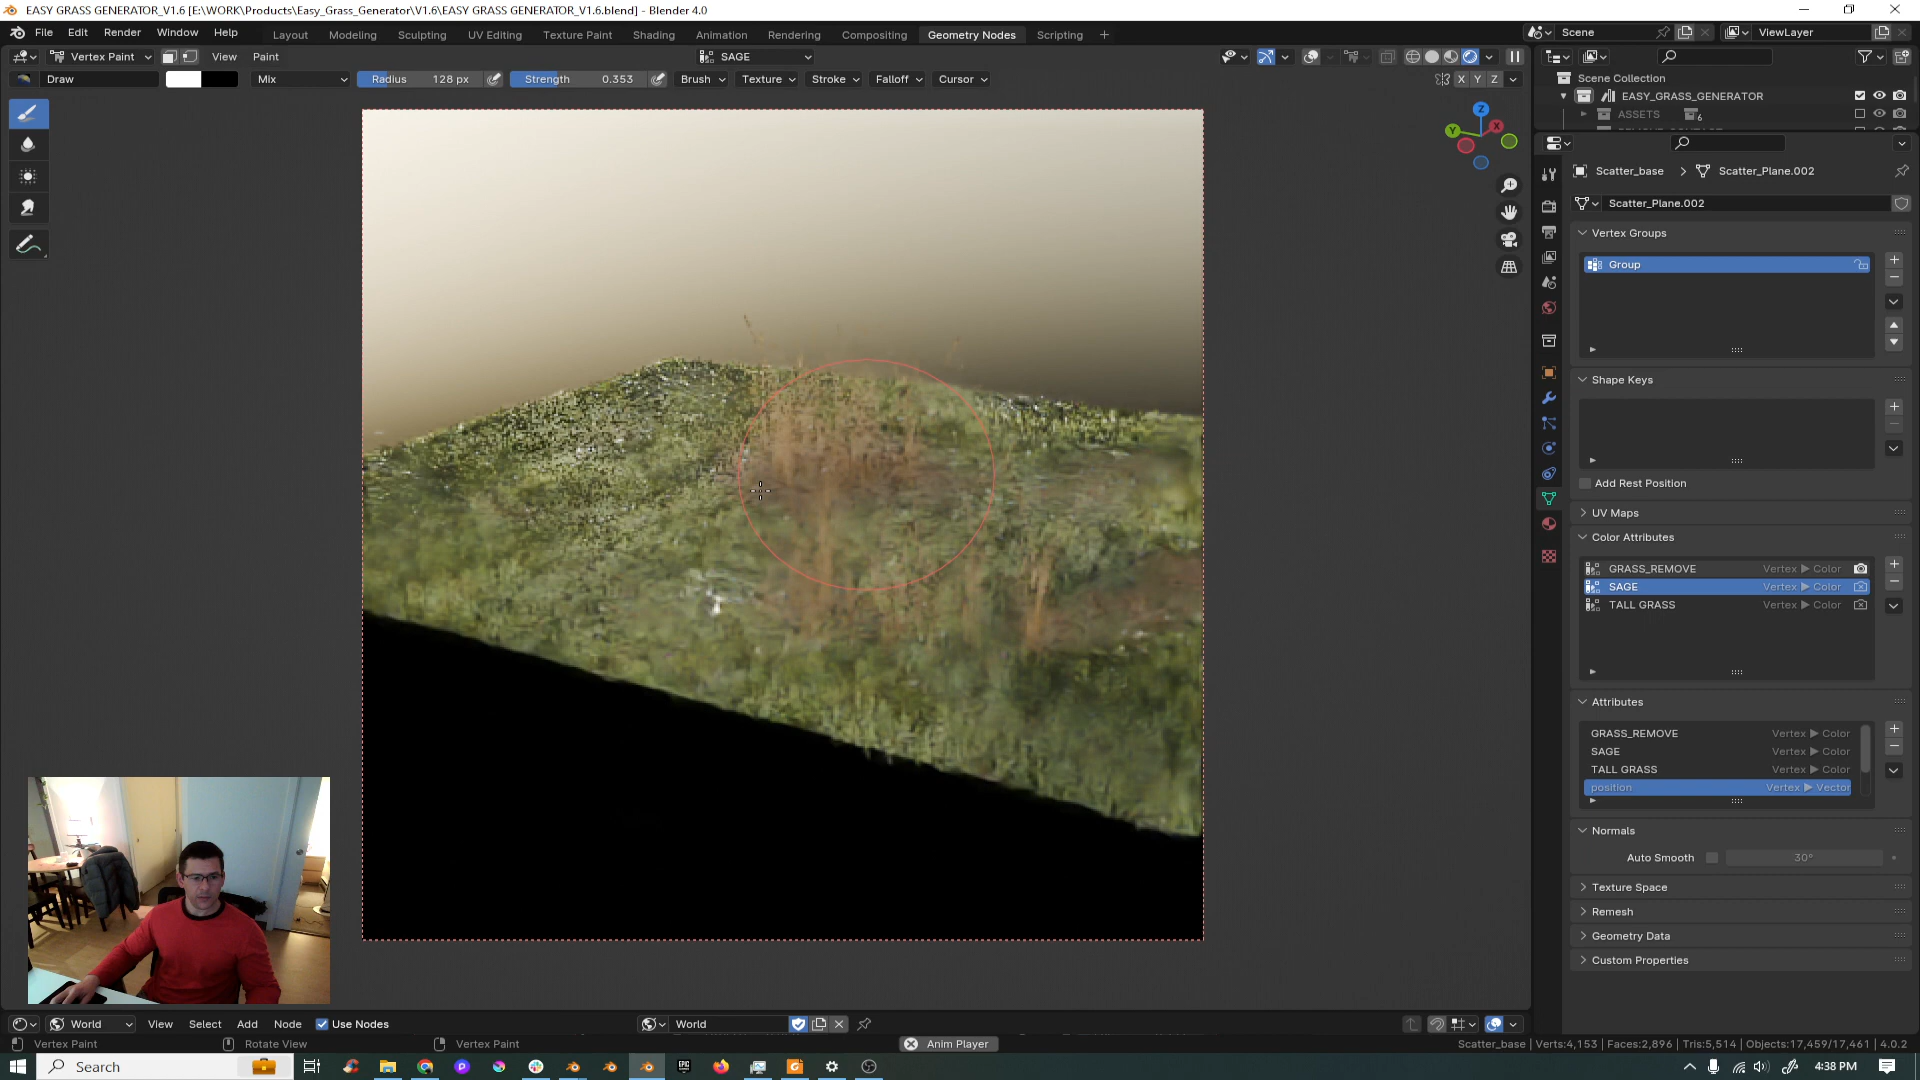 EASY GRASS GENERATOR_V1.6 [E:\WORK\Products\Easy_Grass_Generator\V1.6\EASY GRASS GENERATOR_V1.6.blend] - Blender 4.0
File Edit Render Window Help
Layout Modeling Sculpting UV Editing Texture Paint Shading Animation Rendering Compositing Geometry Nodes Scripting +
Scene
ViewLayer
Vertex Paint View Paint
SAGE
Draw
Mix
Radius 128 px
Strength 0.353
Brush Texture Stroke Falloff Cursor
X Y Z
Scene Collection
EASY_GRASS_GENERATOR
ASSETS 6
Z
Y X
Scatter_base > Scatter_Plane.002
Scatter_Plane.002
Vertex Groups
Group
Shape Keys
Add Rest Position
UV Maps
Color Attributes
GRASS_REMOVE Vertex ▶ Color
SAGE Vertex ▶ Color
TALL GRASS Vertex ▶ Color
Attributes
GRASS_REMOVE Vertex ▶ Color
SAGE Vertex ▶ Color
TALL GRASS Vertex ▶ Color
position Vertex ▶ Vector
Normals
Auto Smooth 30°
Texture Space
Remesh
Geometry Data
Custom Properties
World View Select Add Node Use Nodes
World
Vertex Paint
Rotate View
Vertex Paint
Anim Player
Scatter_base | Verts:4,153 | Faces:2,896 | Tris:5,514 | Objects:17,459/17,461 | 4.0.2
Search
4:38 PM